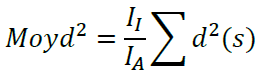 Moyd² = I_I / I_A ∑ d²(s)